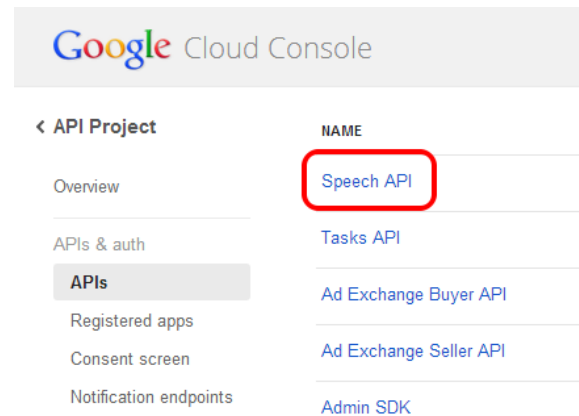 Google Cloud Console
API Project
Overview
APIs & auth
APIs
Registered apps
Consent screen
Notification endpoints
NAME
Speech API
Tasks API
Ad Exchange Buyer API
Ad Exchange Seller API
Admin SDK